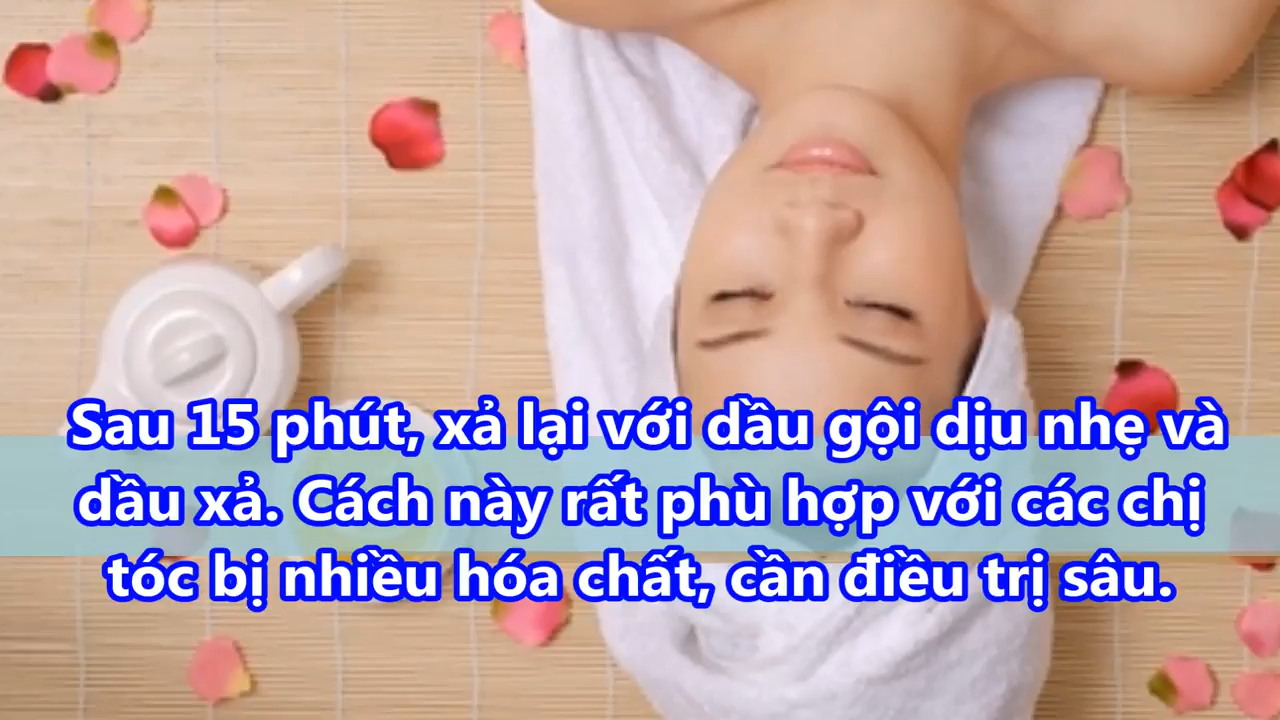 Sau 15 phút, xả lại với dầu gội dịu nhẹ và
dầu xả. Cách này rất phù hợp với các chị
tóc bị nhiều hóa chất, cần điều trị sâu.